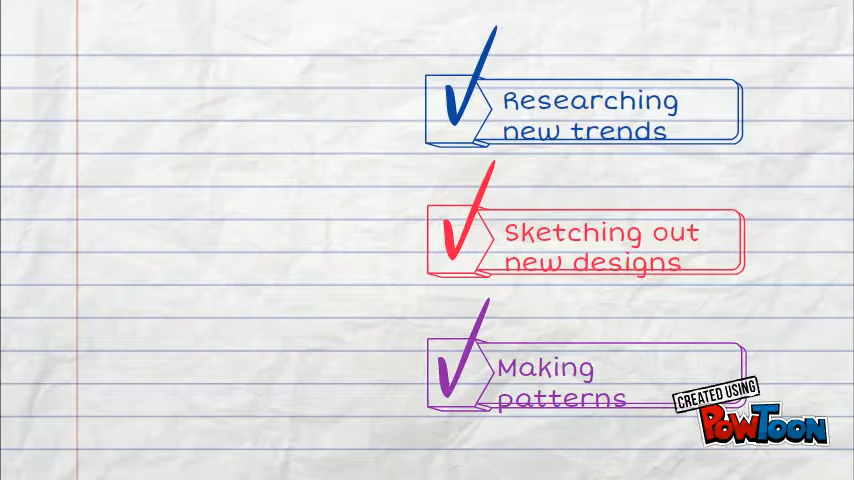 Researching
new trends
Sketching out
new designs
Making
patterns
CREATED USING
POWTOON